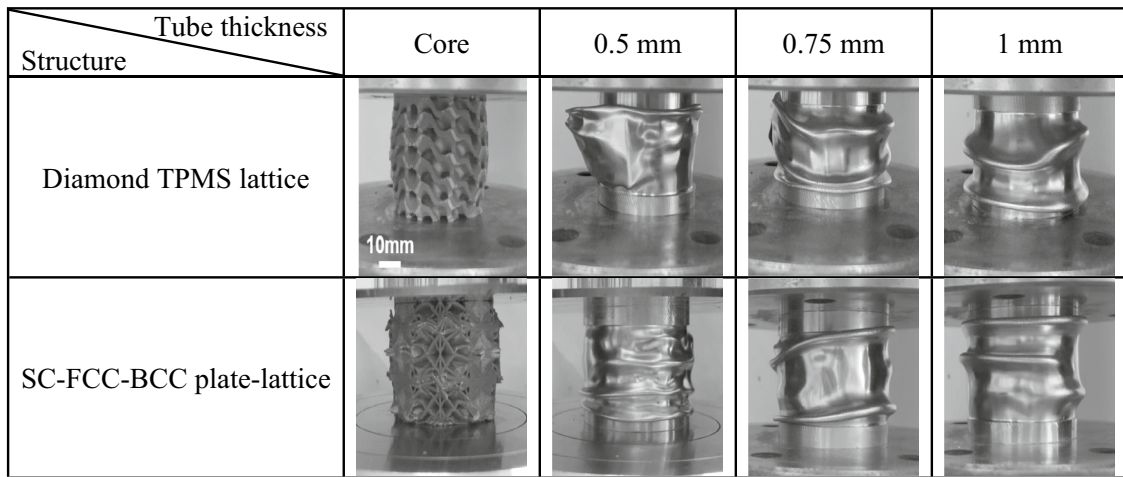 Tube thickness
Structure
Core
0.5 mm
0.75 mm
1 mm
Diamond TPMS lattice
10mm
SC-FCC-BCC plate-lattice